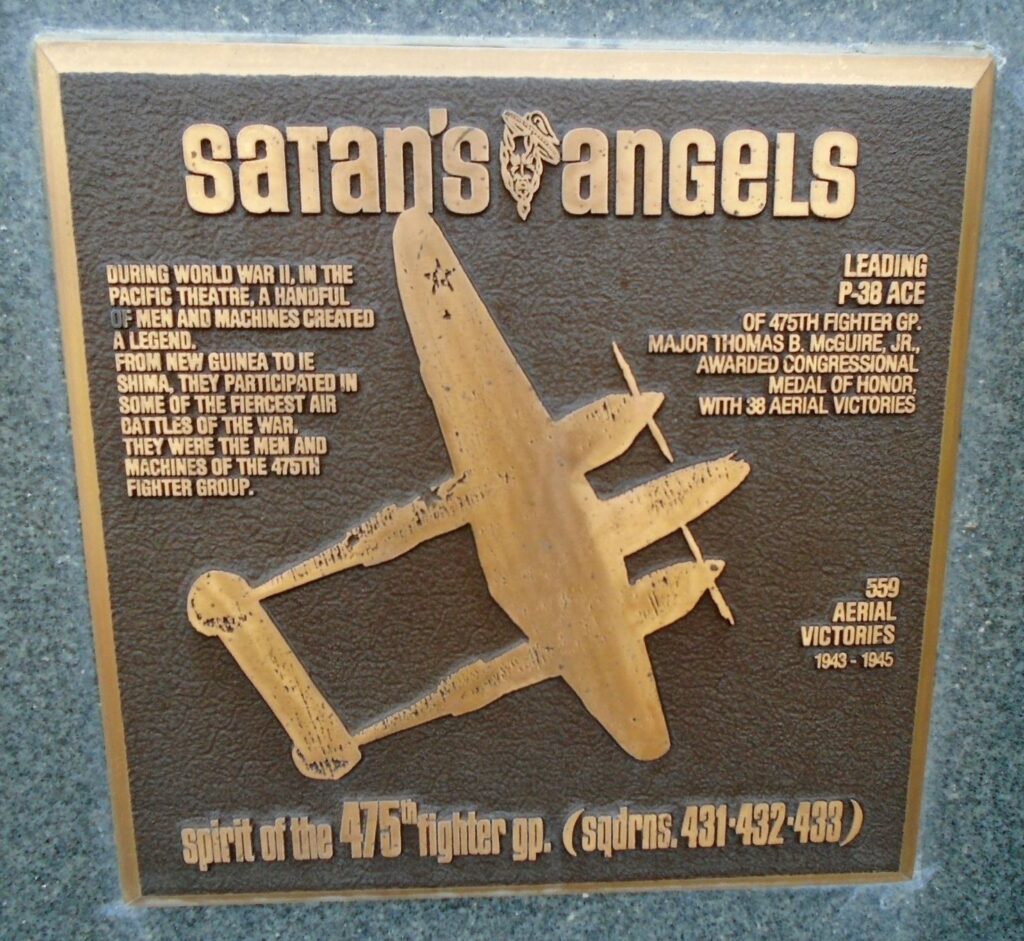 SATAN'S ANGELS
DURING WORLD WAR II, IN THE
PACIFIC THEATRE, A HANDFUL
OF MEN AND MACHINES CREATED
A LEGEND.
FROM NEW GUINEA TO IE
SHIMA, THEY PARTICIPATED IN
SOME OF THE FIERCEST AIR
BATTLES OF THE WAR.
THEY WERE THE MEN AND
MACHINES OF THE 475TH
FIGHTER GROUP.
LEADING
P-38 ACE
OF 475TH FIGHTER GP.
MAJOR THOMAS B. McGUIRE, JR.,
AWARDED CONGRESSIONAL
MEDAL OF HONOR,
WITH 38 AERIAL VICTORIES
559
AERIAL
VICTORIES
1943 - 1945
spirit of the 475th fighter gp. (sqdrns. 431·432·433)